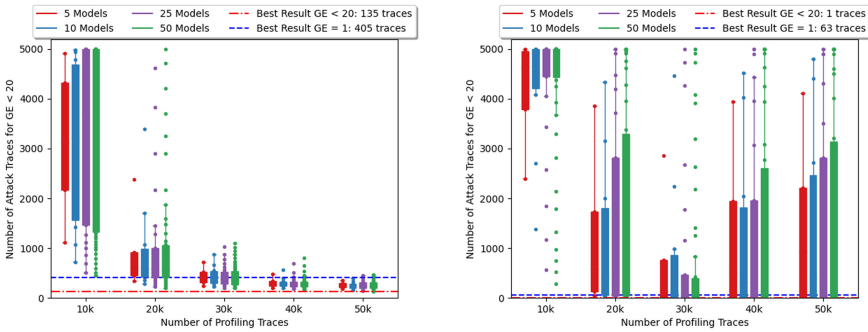 5 Models 25 Models Best Result GE < 20: 135 traces
10 Models 50 Models Best Result GE = 1: 405 traces
Number of Attack Traces for GE < 20
5000
4000
3000
2000
1000
0
10k 20k 30k 40k 50k
Number of Profiling Traces
5 Models 25 Models Best Result GE < 20: 1 traces
10 Models 50 Models Best Result GE = 1: 63 traces
Number of Attack Traces for GE < 20
5000
4000
3000
2000
1000
0
10k 20k 30k 40k 50k
Number of Profiling Traces